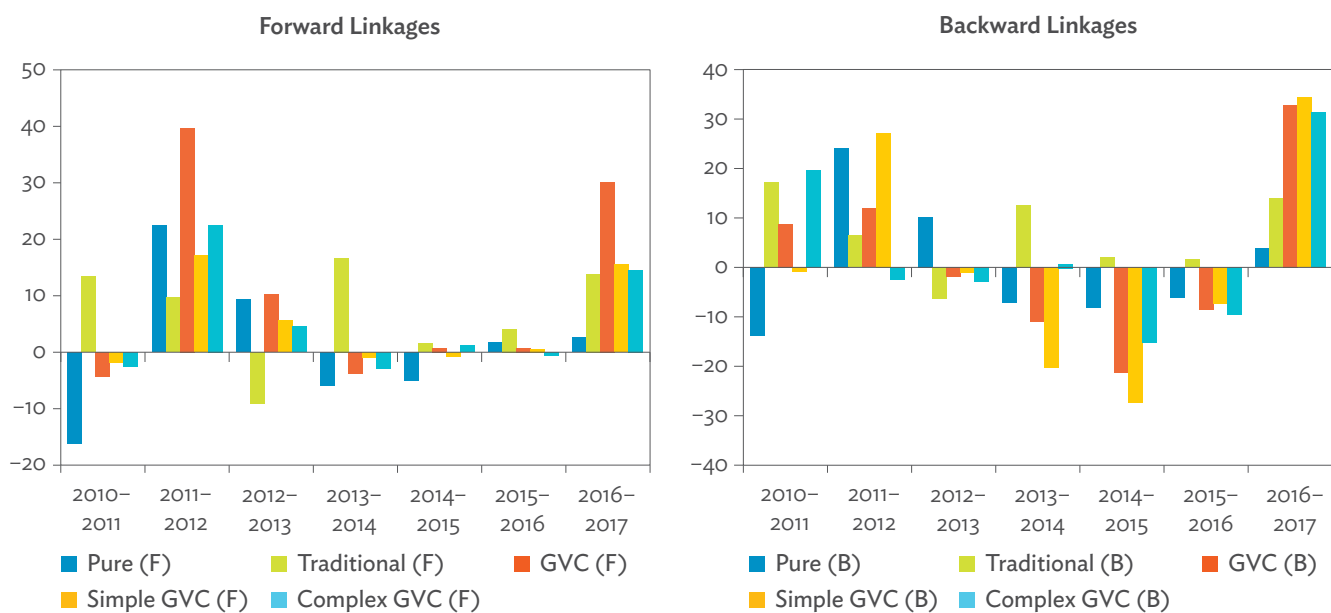 Forward Linkages
50
40
30
20
10
0
–10
–20
2010– 2011– 2012– 2013– 2014– 2015– 2016–
2011 2012 2013 2014 2015 2016 2017
Pure (F) Traditional (F) GVC (F)
Simple GVC (F) Complex GVC (F)
Backward Linkages
40
30
20
10
0
–10
–20
–30
–40
2010– 2011– 2012– 2013– 2014– 2015– 2016–
2011 2012 2013 2014 2015 2016 2017
Pure (B) Traditional (B) GVC (B)
Simple GVC (B) Complex GVC (B)